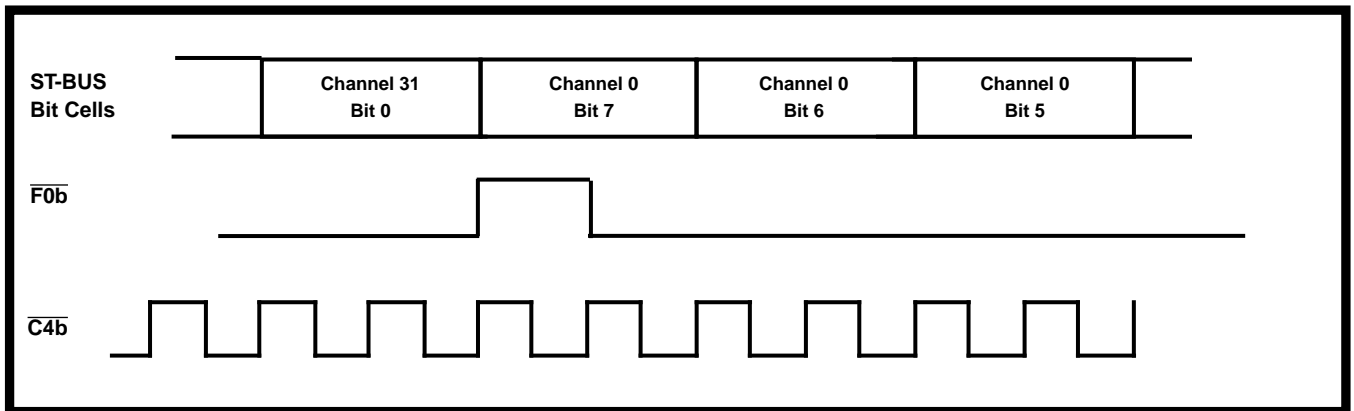 ST-BUS
Bit Cells
Channel 31
Bit 0
Channel 0
Bit 7
Channel 0
Bit 6
Channel 0
Bit 5
F0b
C4b